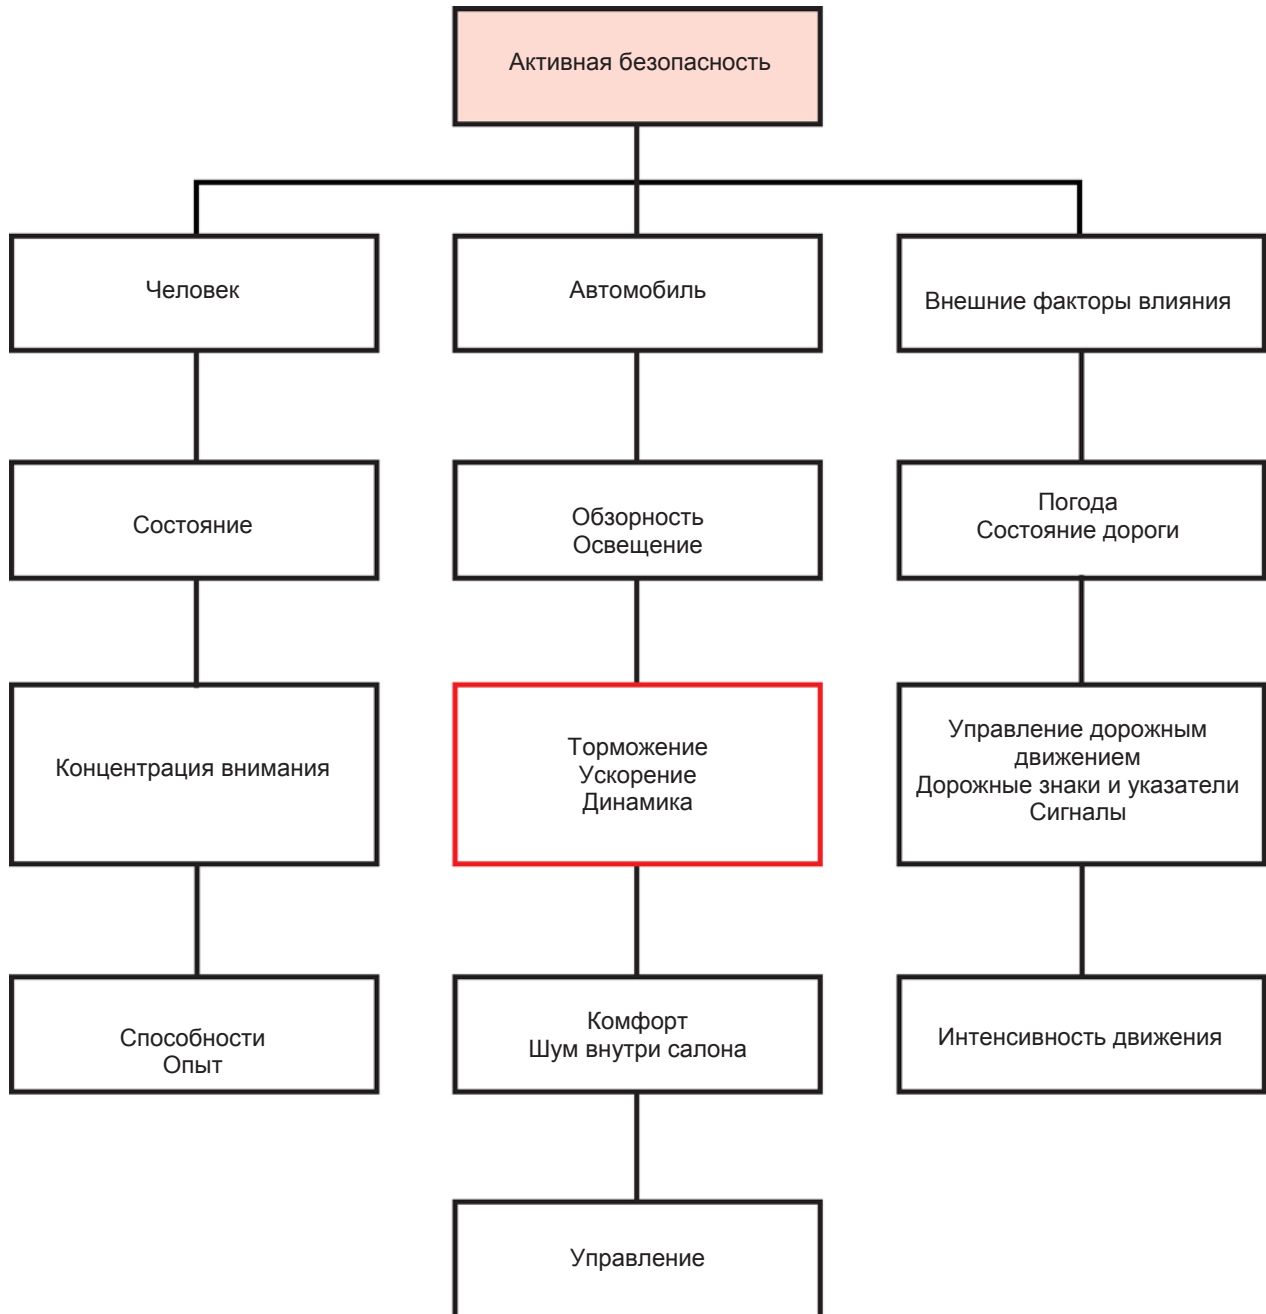 Активная безопасность
Человек
Автомобиль
Внешние факторы влияния
Состояние
Обзорность
Освещение
Погода
Состояние дороги
Концентрация внимания
Торможение
Ускорение
Динамика
Управление дорожным
движением
Дорожные знаки и указатели
Сигналы
Способности
Опыт
Комфорт
Шум внутри салона
Интенсивность движения
Управление